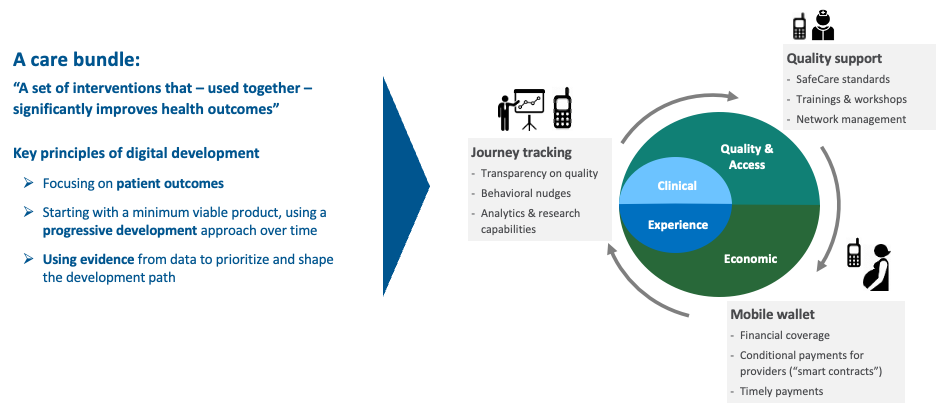 A care bundle:
“A set of interventions that – used together –
significantly improves health outcomes”
Key principles of digital development
Focusing on patient outcomes
Starting with a minimum viable product, using a
progressive development approach over time
Using evidence from data to prioritize and shape
the development path
Journey tracking
- Transparency on quality
- Behavioral nudges
- Analytics & research
capabilities
Quality support
- SafeCare standards
- Trainings & workshops
- Network management
Quality &
Access
Clinical
Experience
Economic
Mobile wallet
- Financial coverage
- Conditional payments for
providers (“smart contracts”)
- Timely payments